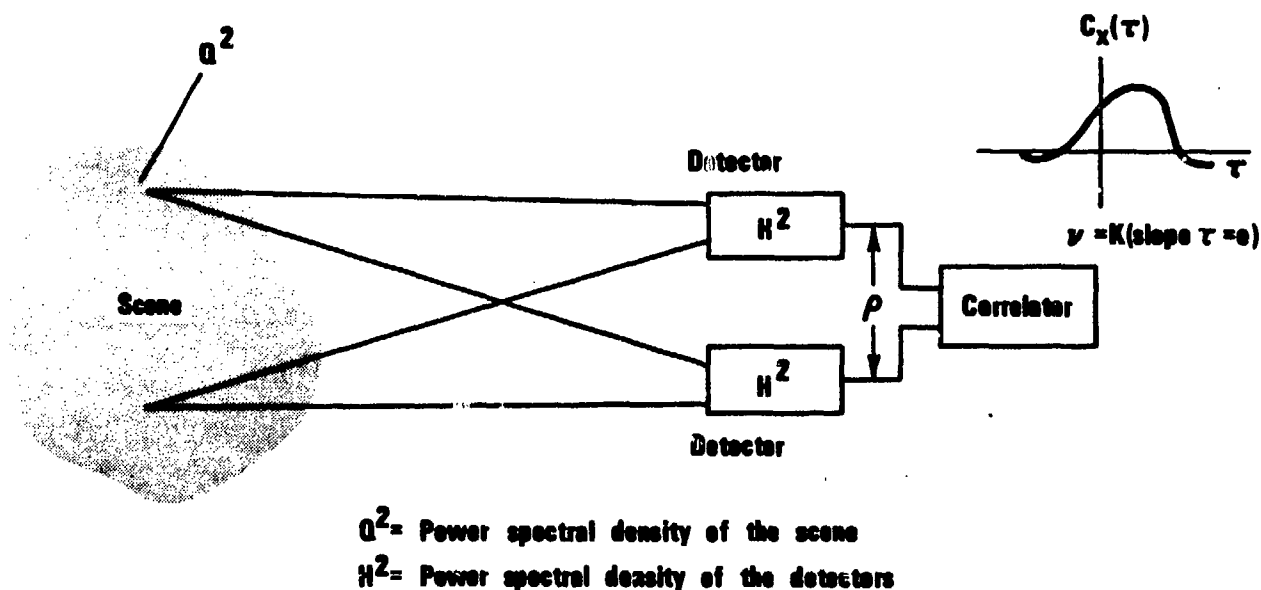 Q²
Cₓ(τ)
τ
ν =K(slope τ =o)
Detector
H²
Scene
ρ
Correlator
H²
Detector
Q²= Power spectral density of the scene
H²= Power spectral density of the detectors